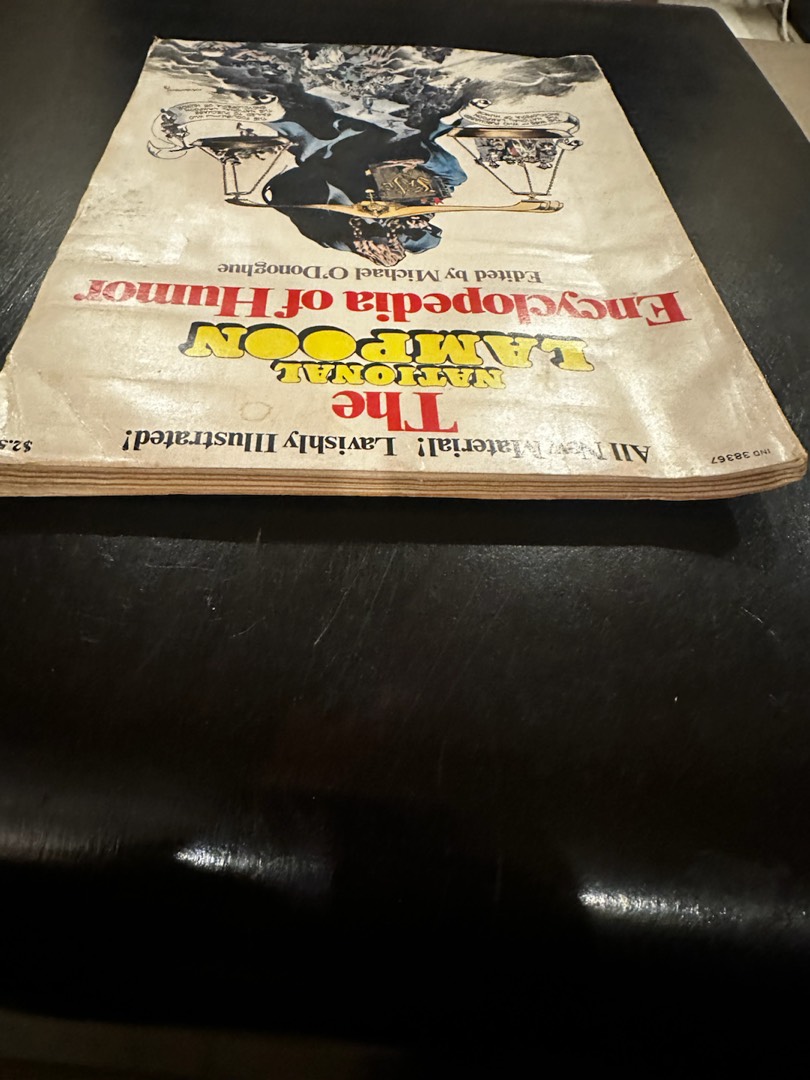 IND 38367
All New Material! Lavishly Illustrated!
The
NATIONAL
LAMPOON
Encyclopedia of Humor
Edited by Michael O'Donoghue